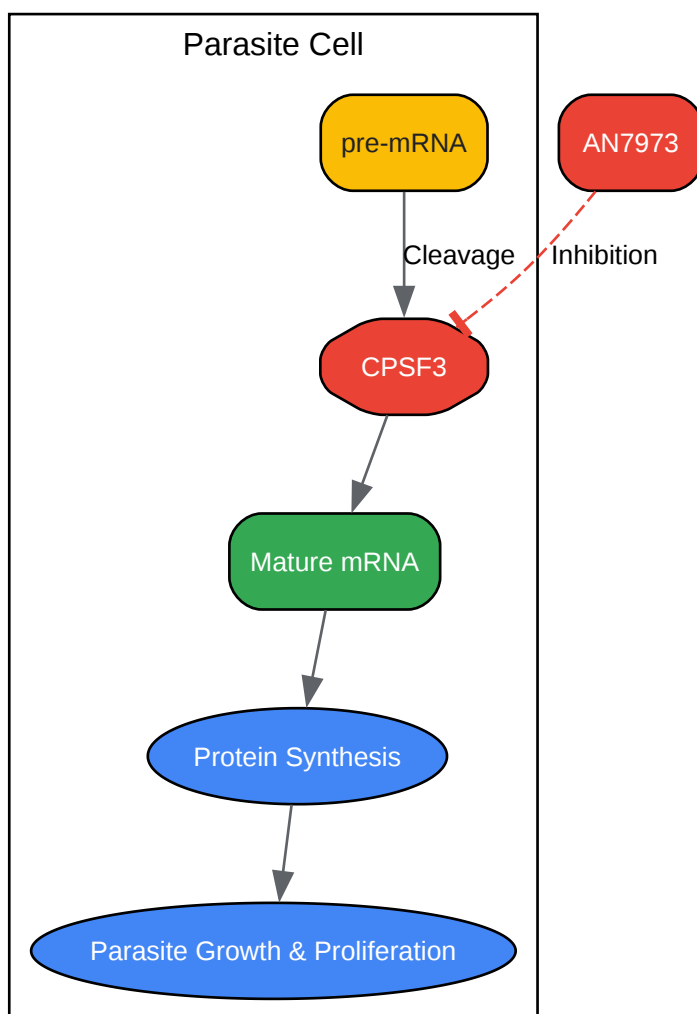 Parasite Cell
pre-mRNA
AN7973
Cleavage
Inhibition
CPSF3
Mature mRNA
Protein Synthesis
Parasite Growth & Proliferation